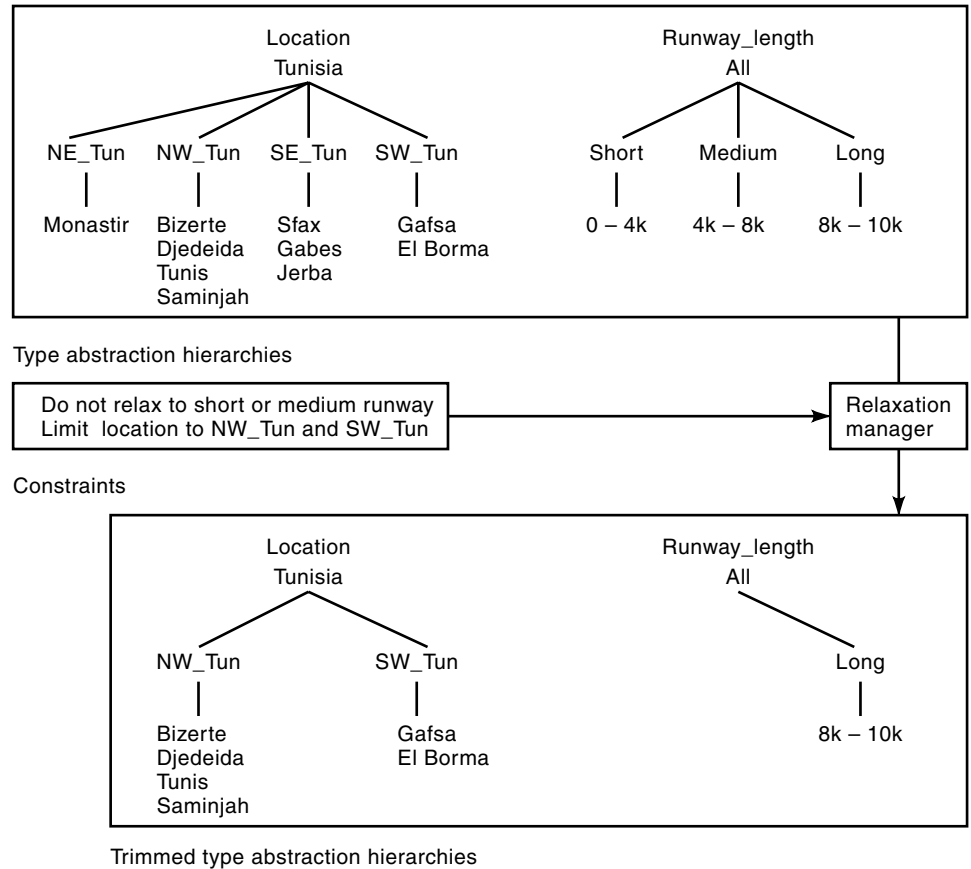 Location Runway_length
Tunisia All
NE_Tun NW_Tun SE_Tun SW_Tun Short Medium Long
Monastir Bizerte Sfax Gafsa 0 – 4k 4k – 8k 8k – 10k
Djedeida Gabes El Borma
Tunis Jerba
Saminjah
Type abstraction hierarchies
Do not relax to short or medium runway Relaxation
Limit location to NW_Tun and SW_Tun manager
Constraints
Location Runway_length
Tunisia All
NW_Tun SW_Tun Long
Bizerte Gafsa 8k – 10k
Djedeida El Borma
Tunis
Saminjah
Trimmed type abstraction hierarchies